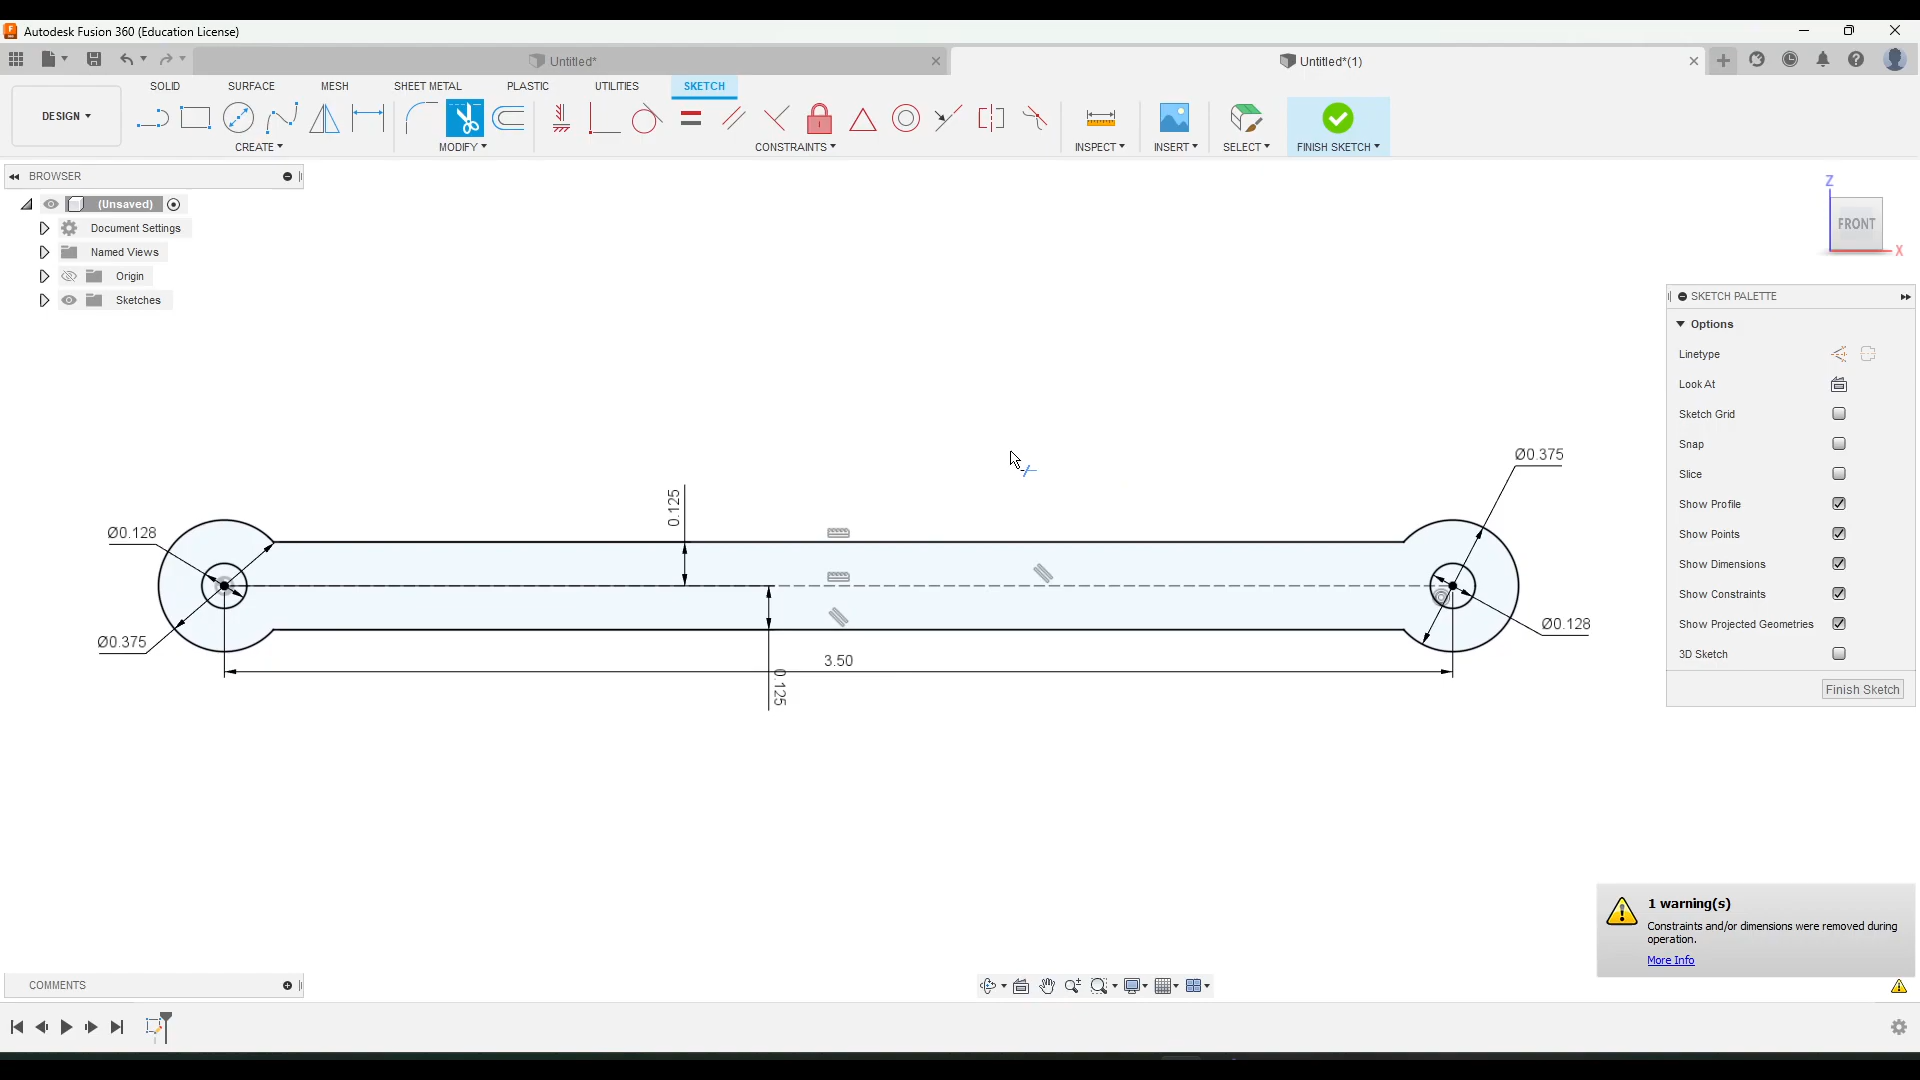 Autodesk Fusion 360 (Education License)
Untitled*
Untitled*(1)
SOLID
SURFACE
MESH
SHEET METAL
PLASTIC
UTILITIES
SKETCH
DESIGN
CREATE
MODIFY
CONSTRAINTS
INSPECT
INSERT
SELECT
FINISH SKETCH
BROWSER
(Unsaved)
Document Settings
Named Views
Origin
Sketches
Z
FRONT
X
SKETCH PALETTE
Options
Linetype
Look At
Sketch Grid
Snap
Slice
Show Profile
Show Points
Show Dimensions
Show Constraints
Show Projected Geometries
3D Sketch
Finish Sketch
Ø0.375
0.125
Ø0.128
Ø0.128
Ø0.375
3.50
0.125
1 warning(s)
Constraints and/or dimensions were removed during
operation.
More Info
COMMENTS